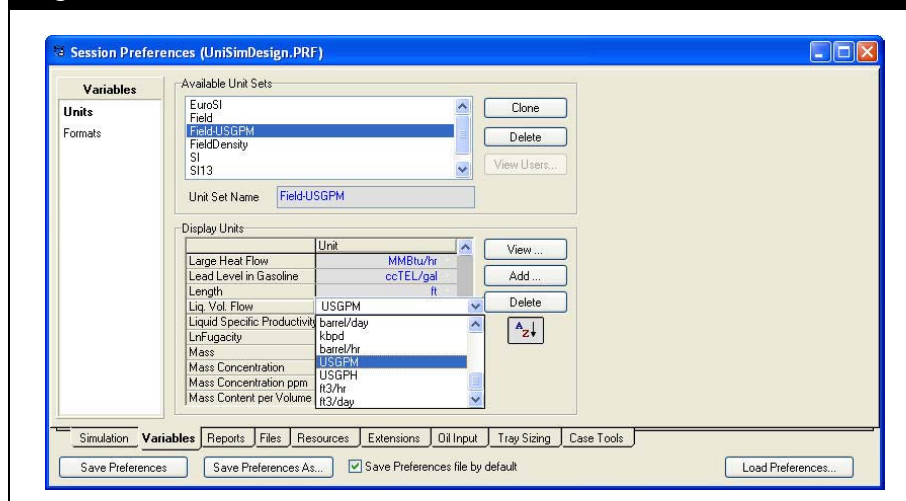 Session Preferences (UniSimDesign.PRF)
Variables
Units
Formats
Available Unit Sets
EuroSI
Field
Field-USGPM
FieldDensity
SI
SI13
Clone
Delete
View Users...
Unit Set Name Field-USGPM
Display Units
Unit
Large Heat Flow MMBtu/hr
Lead Level in Gasoline ccTEL/gal
Length ft
Liq. Vol. Flow USGPM
Liquid Specific Productivity
LnFugacity
Mass
Mass Concentration
Mass Concentration ppm
Mass Content per Volume
barrel/day
kbpd
barrel/hr
USGPM
USGPH
ft3/hr
ft3/day
View ...
Add ...
Delete
AZ
Simulation Variables Reports Files Resources Extensions Oil Input Tray Sizing Case Tools
Save Preferences Save Preferences As... Save Preferences file by default Load Preferences...